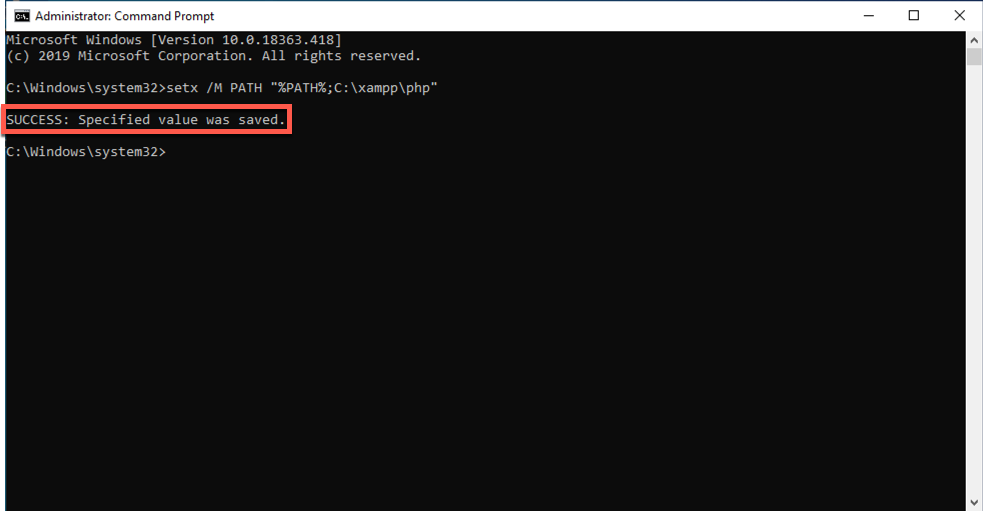 Administrator: Command Prompt
Microsoft Windows [Version 10.0.18363.418]
(c) 2019 Microsoft Corporation. All rights reserved.
C:\Windows\system32>setx /M PATH "%PATH%;C:\xampp\php"
SUCCESS: Specified value was saved.
C:\Windows\system32>